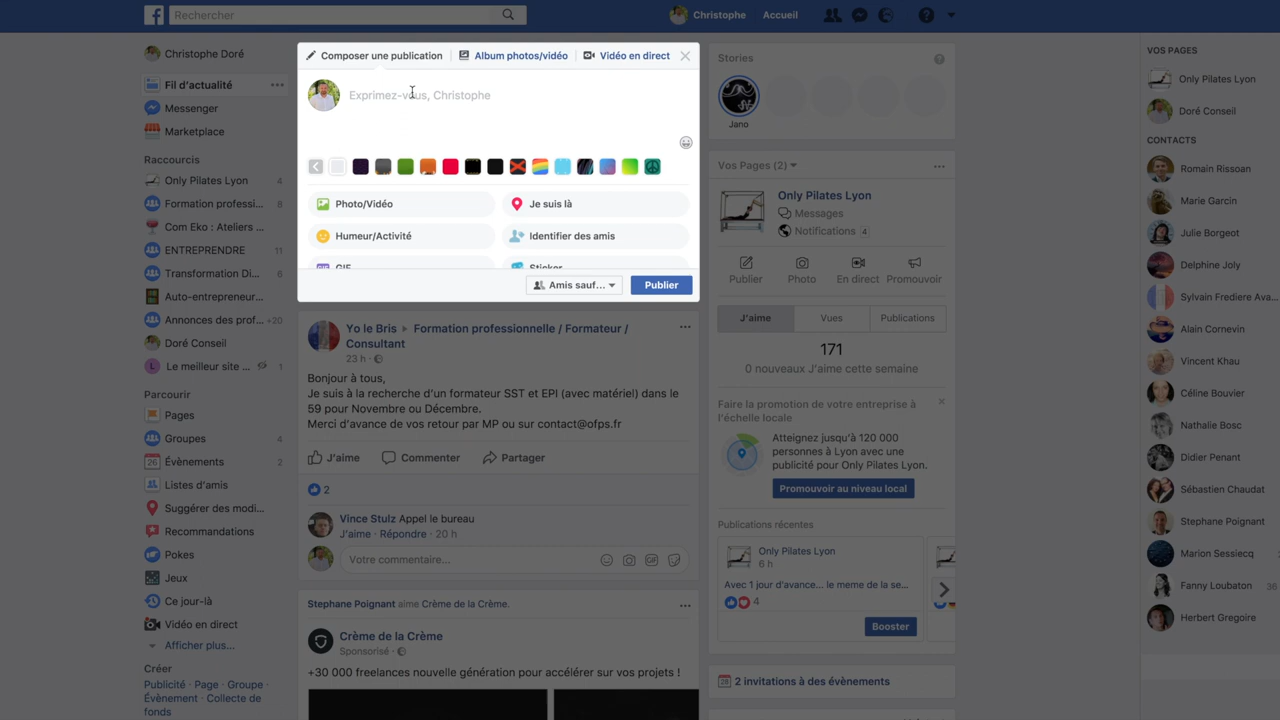 Rechercher
Christophe
Accueil
Christophe Doré
Fil d'actualité
Messenger
Marketplace
Raccourcis
Only Pilates Lyon 4
Formation professi... 8
Com Eko : Ateliers ...
ENTREPRENDRE 11
Transformation Di... 6
Auto-entrepreneur...
Annonces des prof... +20
Doré Conseil
L Le meilleur site ... 1
Parcourir
Pages
Groupes 4
26 Évènements 2
Listes d'amis
Suggérer des modi...
Recommandations
Pokes
Jeux
Ce jour-là
Vidéo en direct
Afficher plus...
Créer
Publicité · Page · Groupe ·
Évènement · Collecte de
fonds
Composer une publication
Album photos/vidéo
Vidéo en direct
Exprimez-vous, Christophe
Photo/Vidéo
Je suis là
Humeur/Activité
Identifier des amis
GIF
Sticker
Amis sauf...
Publier
Yo le Bris ▸ Formation professionelle / Formateur /
Consultant
23 h ·
Bonjour à tous,
Je suis à la recherche d'un formateur SST et EPI (avec matériel) dans le
59 pour Novembre ou Décembre.
Merci d'avance de vos retour par MP ou sur contact@ofps.fr
J'aime
Commenter
Partager
2
Vince Stulz Appel le bureau
J'aime · Répondre · 20 h
Votre commentaire...
GIF
Stephane Poignant aime Crème de la Crème.
Crème de la Crème
Sponsorisé ·
+30 000 freelances nouvelle génération pour accélérer sur vos projets !
Stories
Jano
Vos Pages (2)
Only Pilates Lyon
Messages
Notifications 4
Publier
Photo
En direct
Promouvoir
J'aime
Vues
Publications
171
0 nouveaux J'aime cette semaine
Faire la promotion de votre entreprise à
l'échelle locale
Atteignez jusqu'à 120 000
personnes à Lyon avec une
publicité pour Only Pilates Lyon.
Promouvoir au niveau local
Publications récentes
Only Pilates Lyon
6 h
Avec 1 jour d'avance... le meme de la se...
4
Booster
28 2 invitations à des évènements
VOS PAGES
Only Pilates Lyon
Doré Conseil
CONTACTS
Romain Rissoan
Marie Garcin
Julie Borgeot
Delphine Joly
Sylvain Frediere Ava...
Alain Cornevin
Vincent Khau
Céline Bouvier
Nathalie Bosc
Didier Penant
Sébastien Chaudat
Stephane Poignant
Marion Sessiecq
Fanny Loubaton 36
Herbert Gregoire